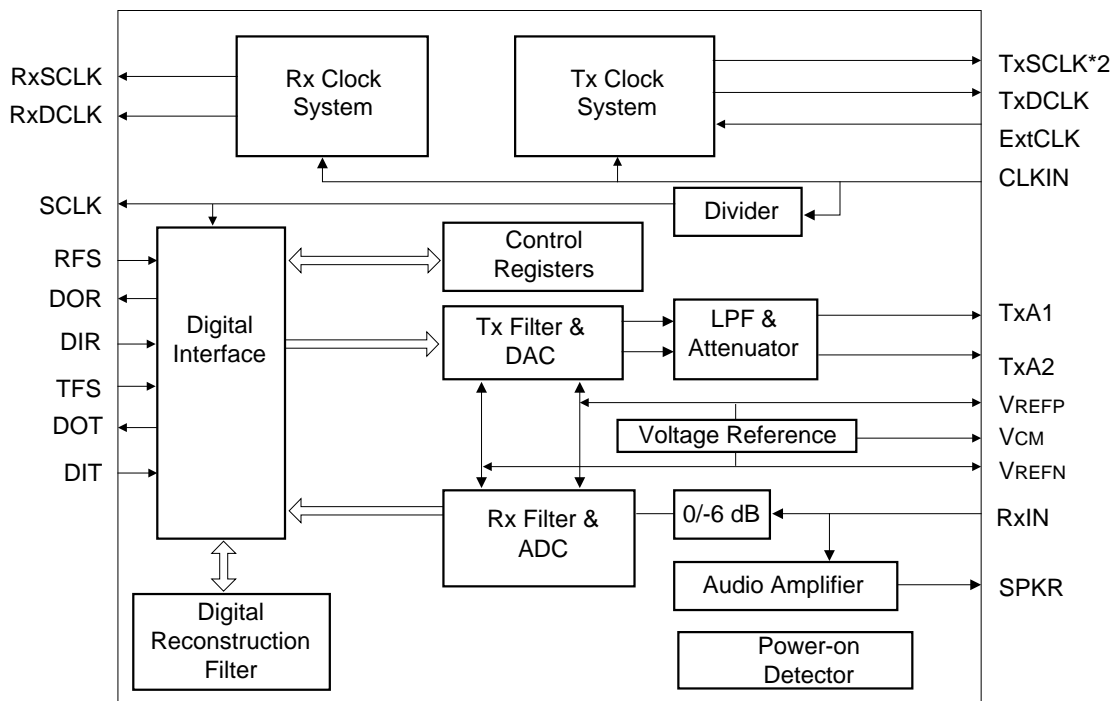 RxSCLK
RxDCLK
Rx Clock
System
Tx Clock
System
TxSCLK*2
TxDCLK
ExtCLK
CLKIN
SCLK
Divider
RFS
DOR
DIR
TFS
DOT
DIT
Digital
Interface
Control
Registers
Tx Filter &
DAC
LPF &
Attenuator
TxA1
TxA2
VREFP
Voltage Reference
VCM
VREFN
Rx Filter &
ADC
0/-6 dB
RxIN
Audio Amplifier
SPKR
Digital
Reconstruction
Filter
Power-on
Detector